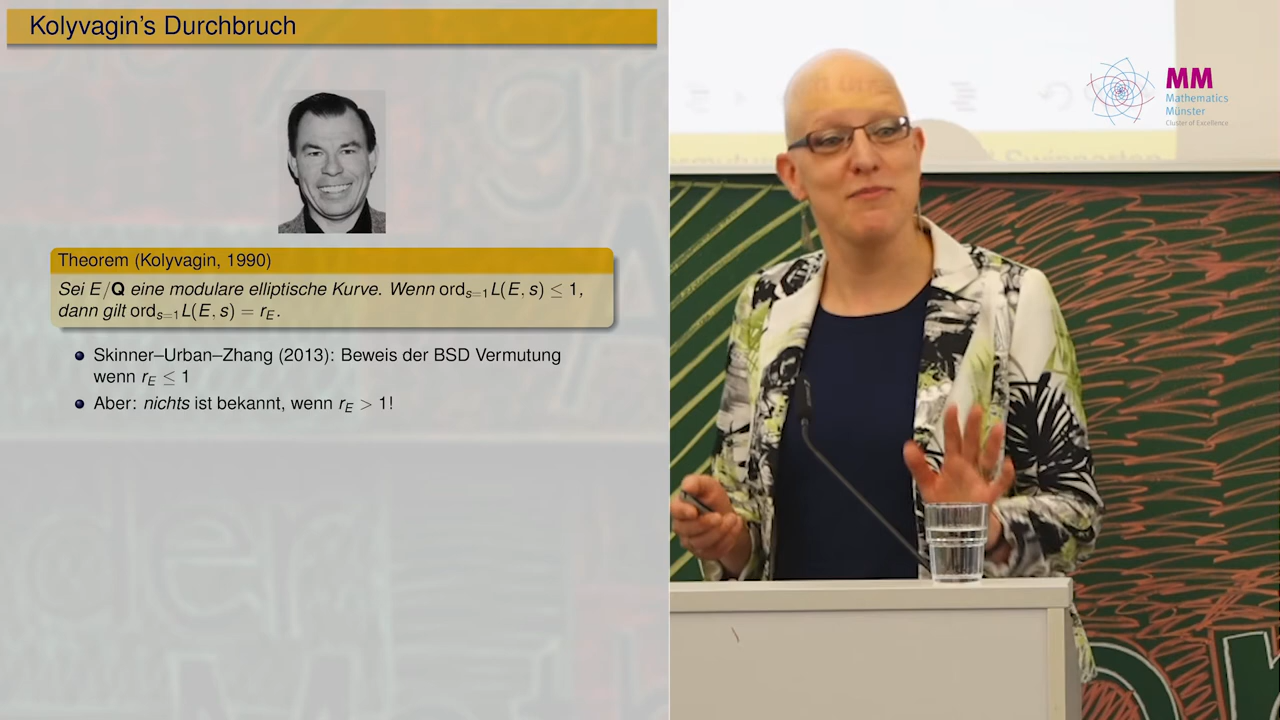 Kolyvagin's Durchbruch
Theorem (Kolyvagin, 1990)
Sei E/Q eine modulare elliptische Kurve. Wenn ord_{s=1} L(E, s) ≤ 1,
dann gilt ord_{s=1} L(E, s) = r_E.
Skinner–Urban–Zhang (2013): Beweis der BSD Vermutung
wenn r_E ≤ 1
Aber: nichts ist bekannt, wenn r_E > 1!
MM
Mathematics
Münster
Cluster of Excellence